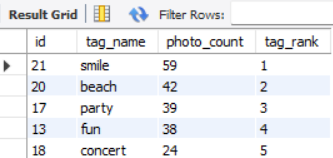 Result Grid Filter Rows:
id tag_name photo_count tag_rank
21 smile 59 1
20 beach 42 2
17 party 39 3
13 fun 38 4
18 concert 24 5